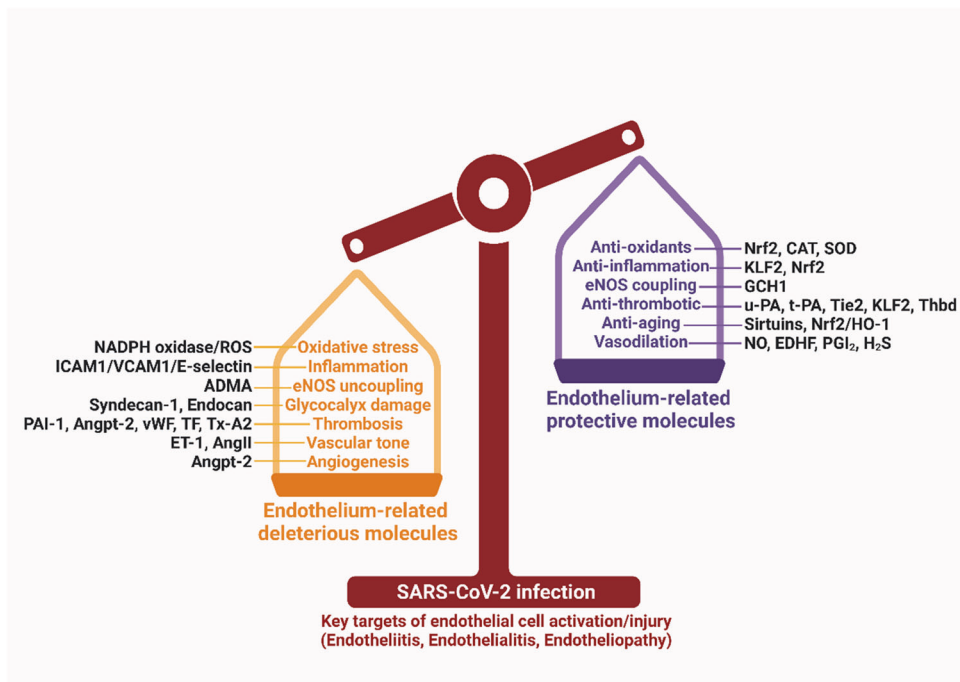 NADPH oxidase/ROS Oxidative stress
ICAM1/VCAM1/E-selectin Inflammation
ADMA eNOS uncoupling
Syndecan-1, Endocan Glycocalyx damage
PAI-1, Angpt-2, vWF, TF, Tx-A2 Thrombosis
ET-1, AngII Vascular tone
Angpt-2 Angiogenesis
Endothelium-related
deleterious molecules
Anti-oxidants Nrf2, CAT, SOD
Anti-inflammation KLF2, Nrf2
eNOS coupling GCH1
Anti-thrombotic u-PA, t-PA, Tie2, KLF2, Thbd
Anti-aging Sirtuins, Nrf2/HO-1
Vasodilation NO, EDHF, PGI₂, H₂S
Endothelium-related
protective molecules
SARS-CoV-2 infection
Key targets of endothelial cell activation/injury
(Endotheliitis, Endothelialitis, Endotheliopathy)